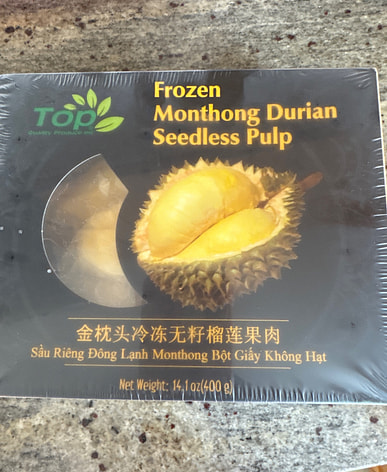 Frozen
Monthong Durian
Seedless Pulp
Top
Quality Produce Inc
金枕头冷冻无籽榴莲果肉
Sầu Riêng Đông Lạnh Monthong Bột Giấy Không Hạt
Net Weight: 14.1 oz(400 g)